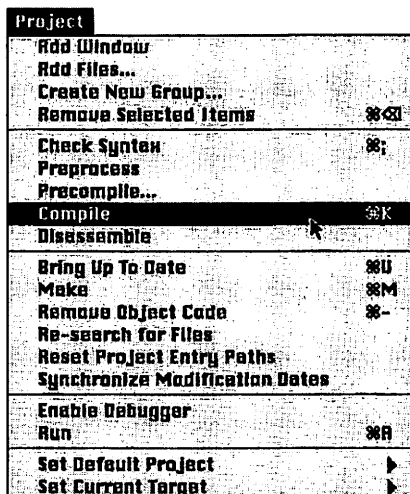 Project
Add Window
Add Files...
Create New Group...
Remove Selected Items ⌘⌫
Check Syntax ⌘;
Preprocess
Precompile...
Compile ⌘K
Disassemble
Bring Up To Date ⌘U
Make ⌘M
Remove Object Code ⌘-
Re-search for Files
Reset Project Entry Paths
Synchronize Modification Dates
Enable Debugger
Run ⌘R
Set Default Project ▶
Set Current Target ▶